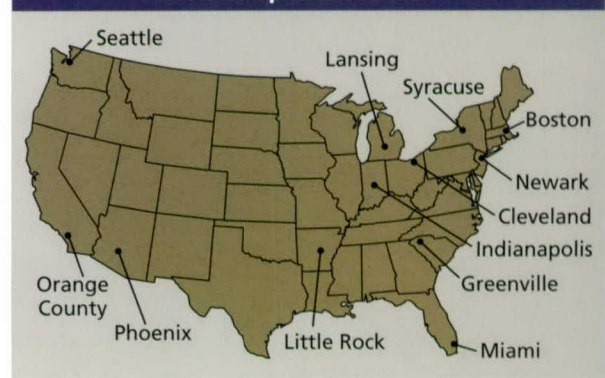 Seattle
Lansing
Syracuse
Boston
Newark
Cleveland
Indianapolis
Greenville
Orange
County
Phoenix
Little Rock
Miami